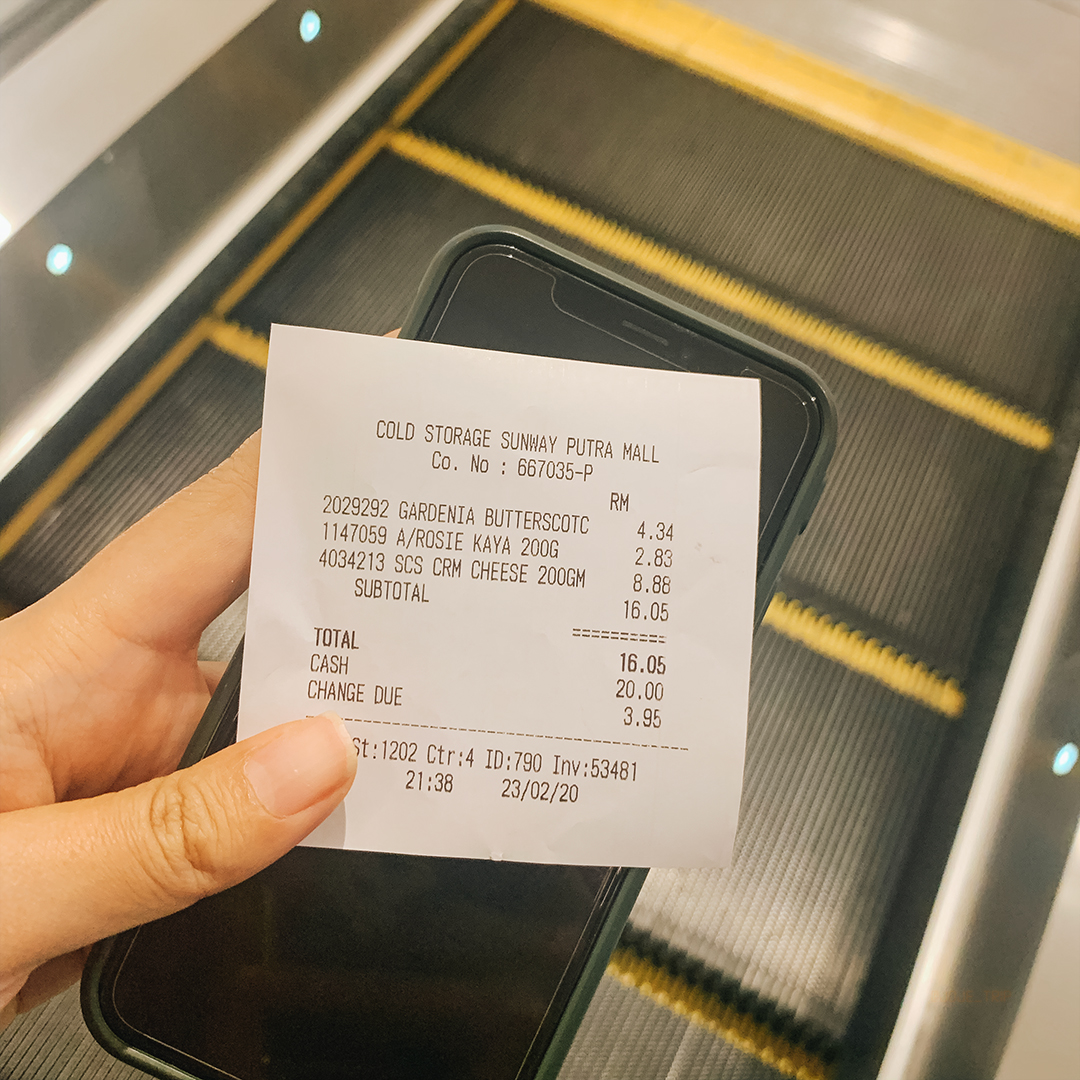 COLD STORAGE SUNWAY PUTRA MALL
Co. No : 667035-P
RM
2029292 GARDENIA BUTTERSCOTC 4.34
1147059 A/ROSIE KAYA 200G 2.83
4034213 SCS CRM CHEESE 200GM 8.88
SUBTOTAL 16.05
==========
TOTAL 16.05
CASH 20.00
CHANGE DUE 3.95
St:1202 Ctr:4 ID:790 Inv:53481
21:38 23/02/20